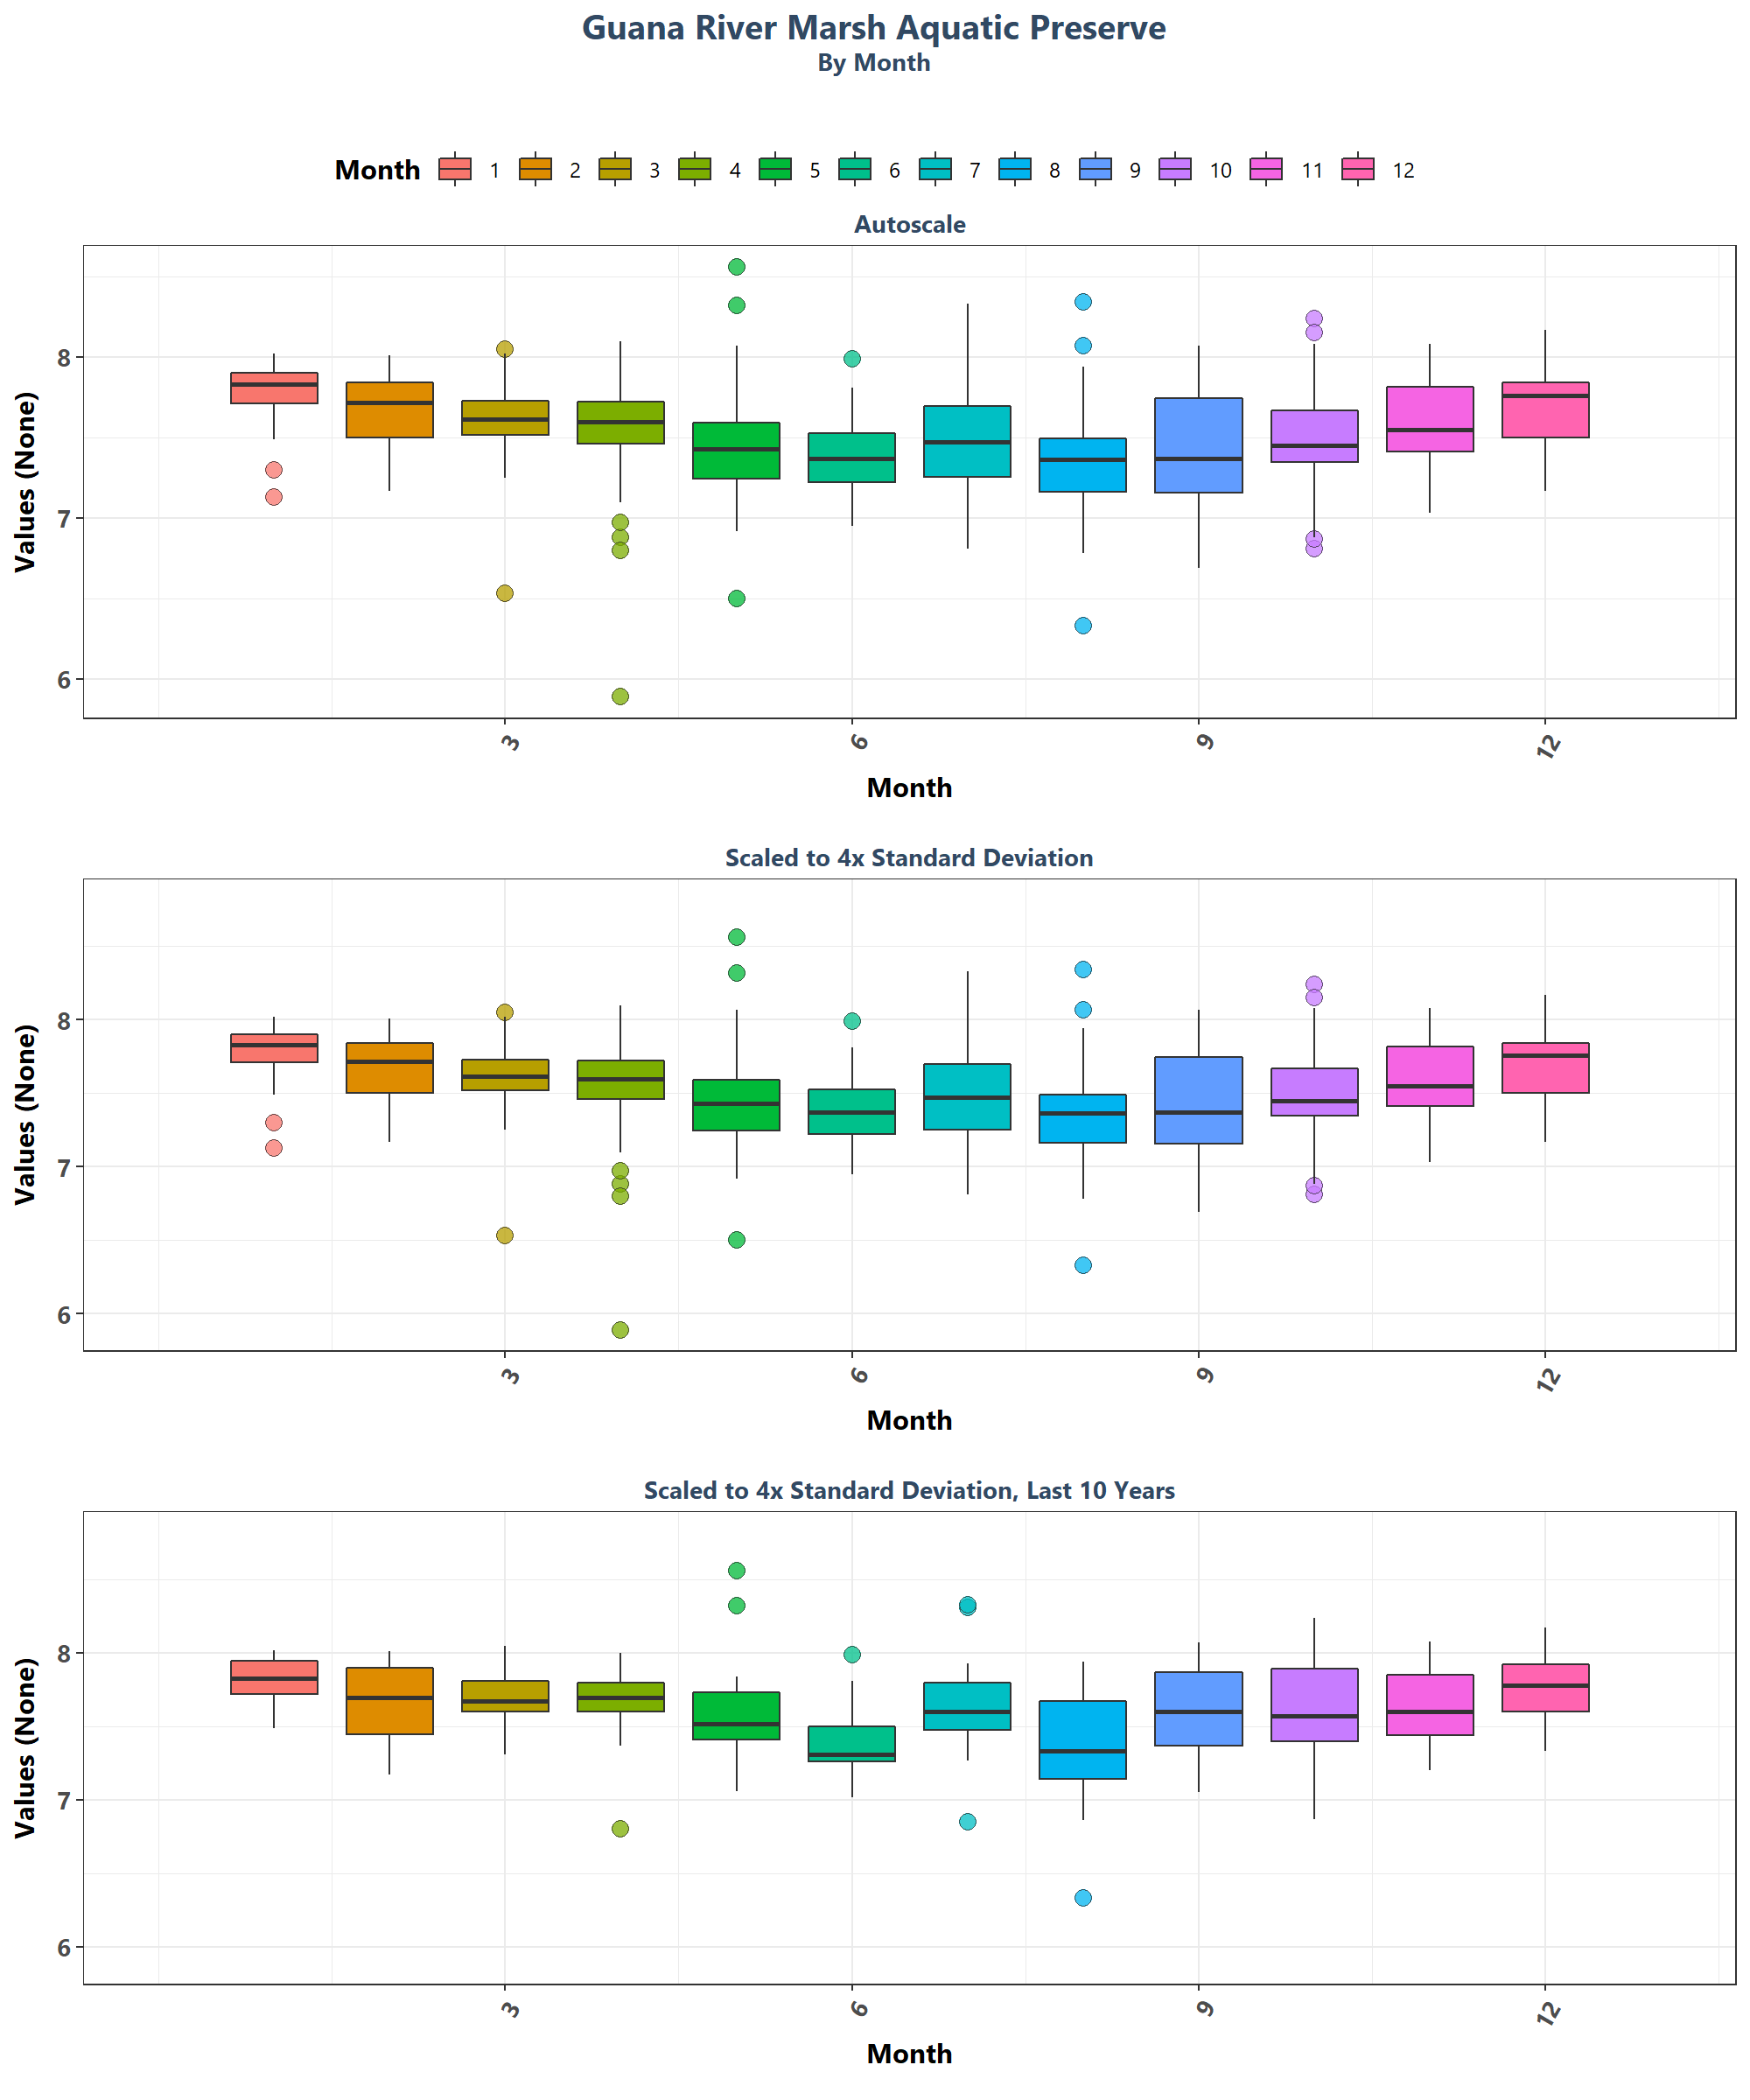 Guana River Marsh Aquatic Preserve
By Month
Month 1 2 3 4 5 6 7 8 9 10 11 12
Autoscale
Values (None)
8
7
6
3 6 9 12
Month
Scaled to 4x Standard Deviation
Values (None)
8
7
6
3 6 9 12
Month
Scaled to 4x Standard Deviation, Last 10 Years
Values (None)
8
7
6
3 6 9 12
Month